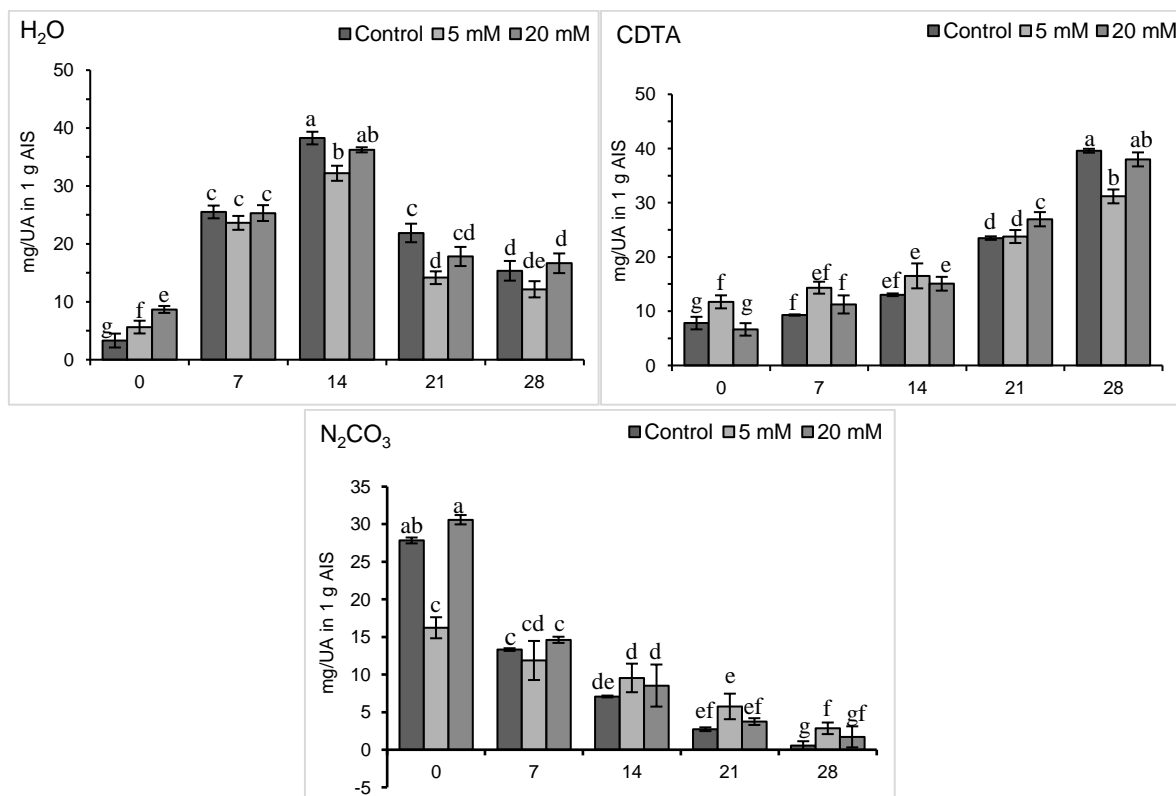 H₂O
Control 5 mM 20 mM
mg/UA in 1 g AIS
50
40
30
20
10
0
g f e
c c c
a b ab
c d cd
d de d
0 7 14 21 28
CDTA
Control 5 mM 20 mM
mg/UA in 1 g AIS
50
40
30
20
10
0
g f g
f ef f
ef e e
d d c
a b ab
0 7 14 21 28
N₂CO₃
Control 5 mM 20 mM
mg/UA in 1 g AIS
35
30
25
20
15
10
5
0
-5
ab c a
c cd c
de d d
ef e ef
g f gf
0 7 14 21 28